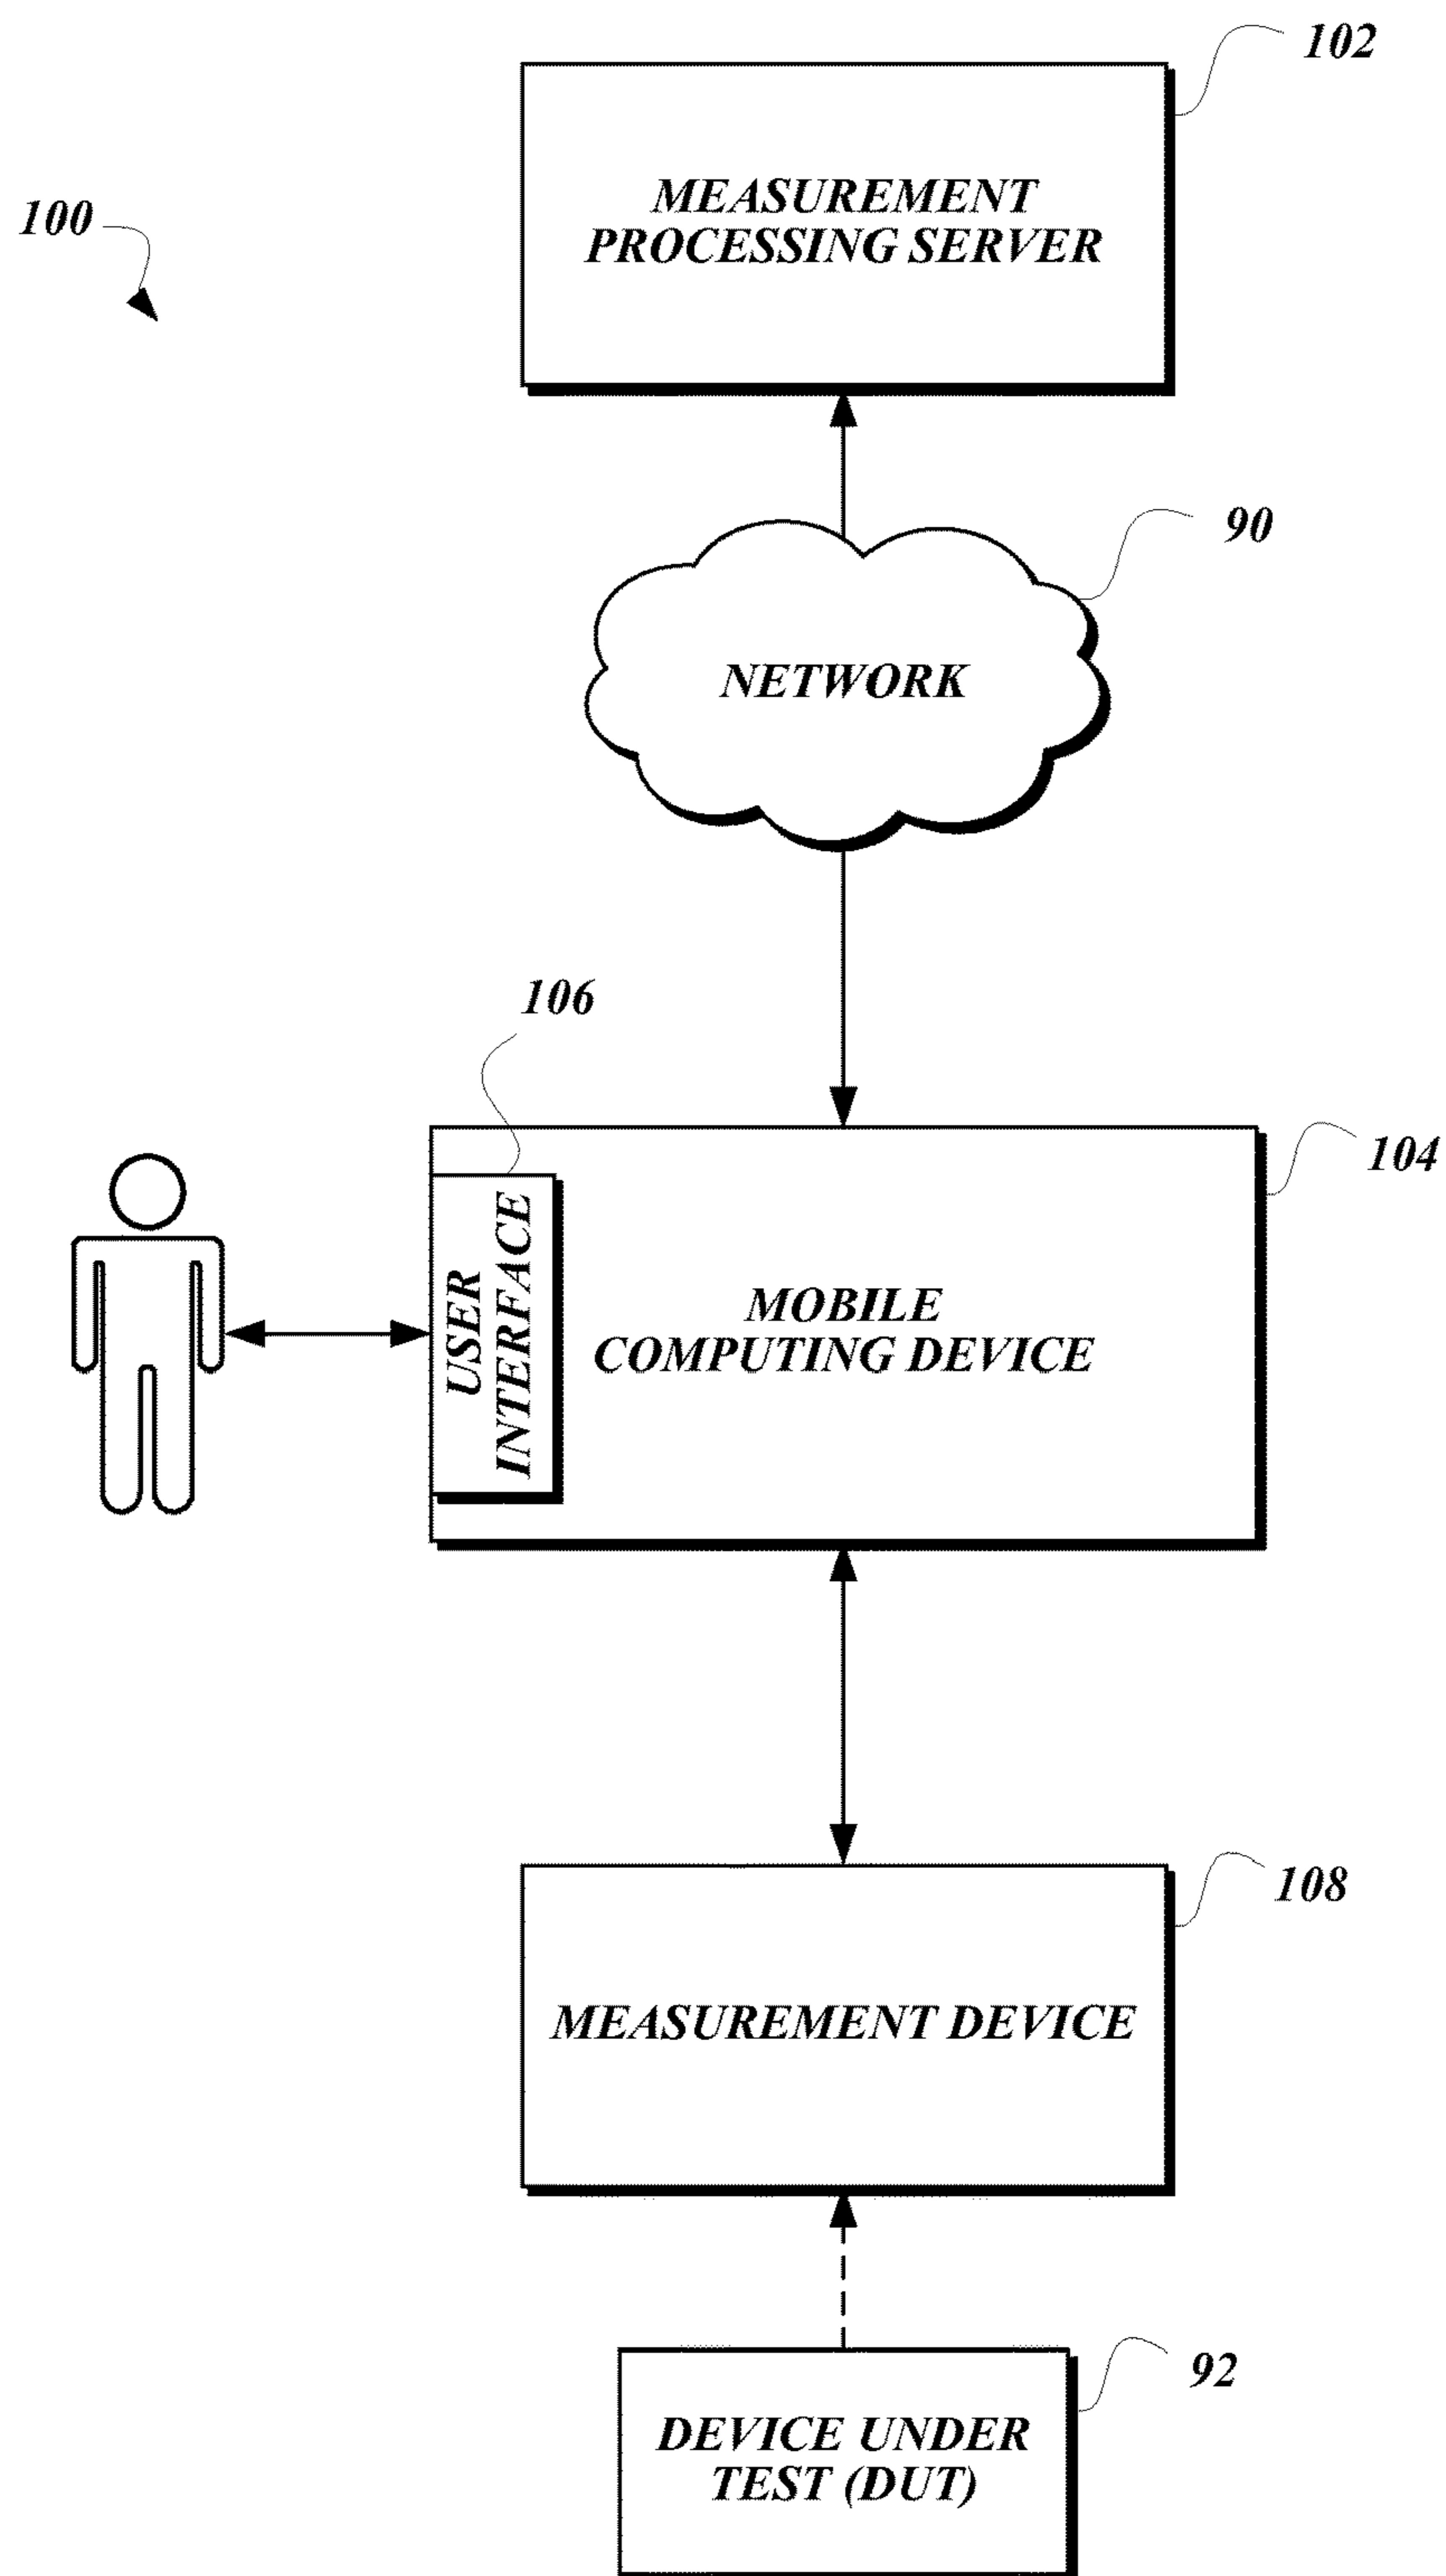 102
100
MEASUREMENT
PROCESSING SERVER
90
NETWORK
106
104
USER
INTERFACE
MOBILE
COMPUTING DEVICE
108
MEASUREMENT DEVICE
92
DEVICE UNDER
TEST (DUT)